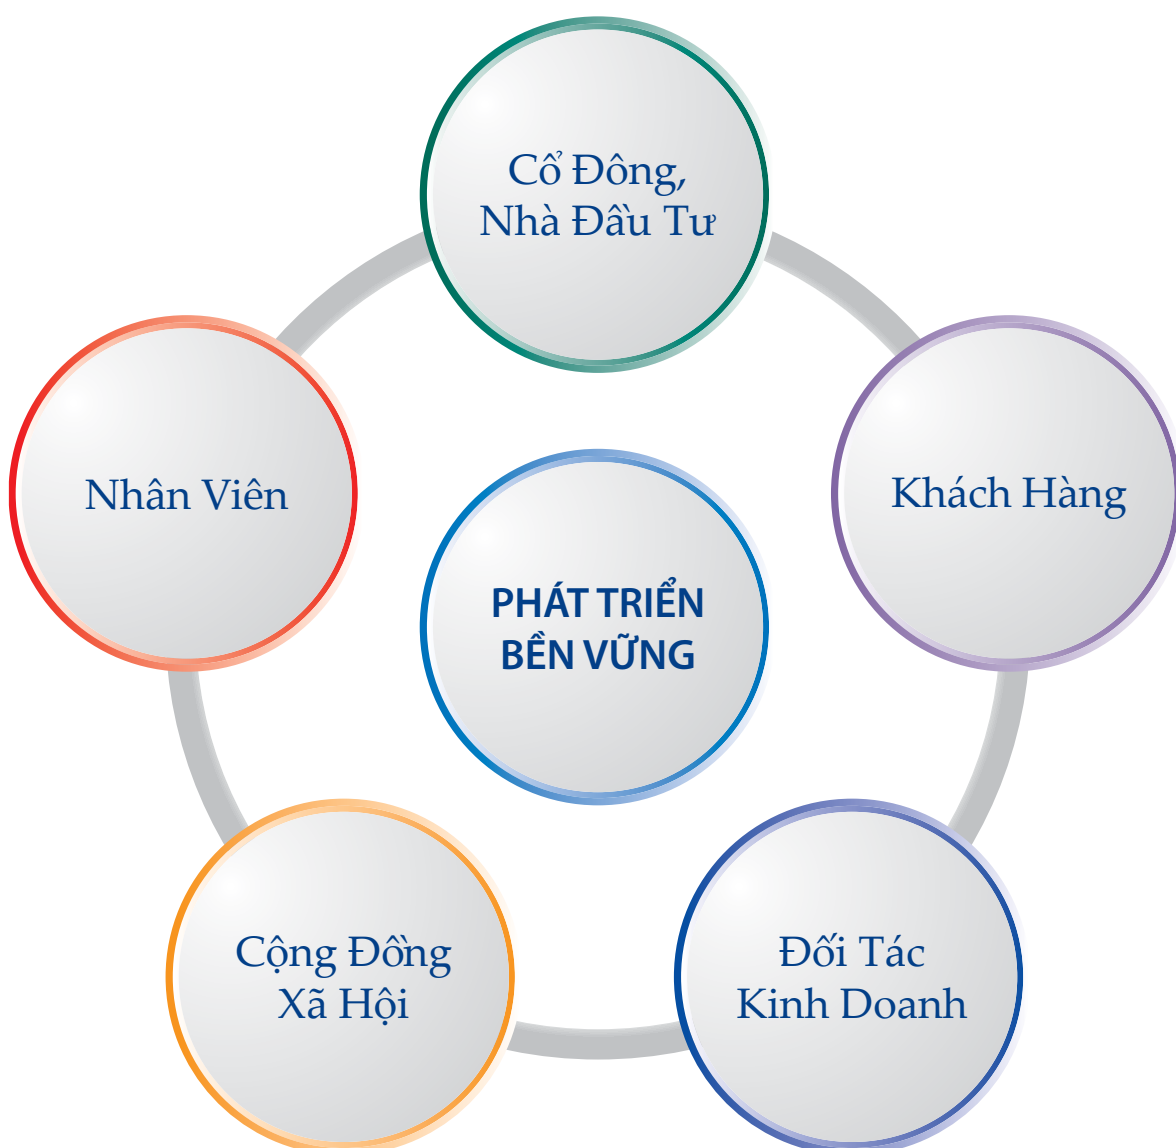 Cổ Đông,
Nhà Đầu Tư
Nhân Viên
Khách Hàng
PHÁT TRIỂN
BỀN VỮNG
Cộng Đồng
Xã Hội
Đối Tác
Kinh Doanh